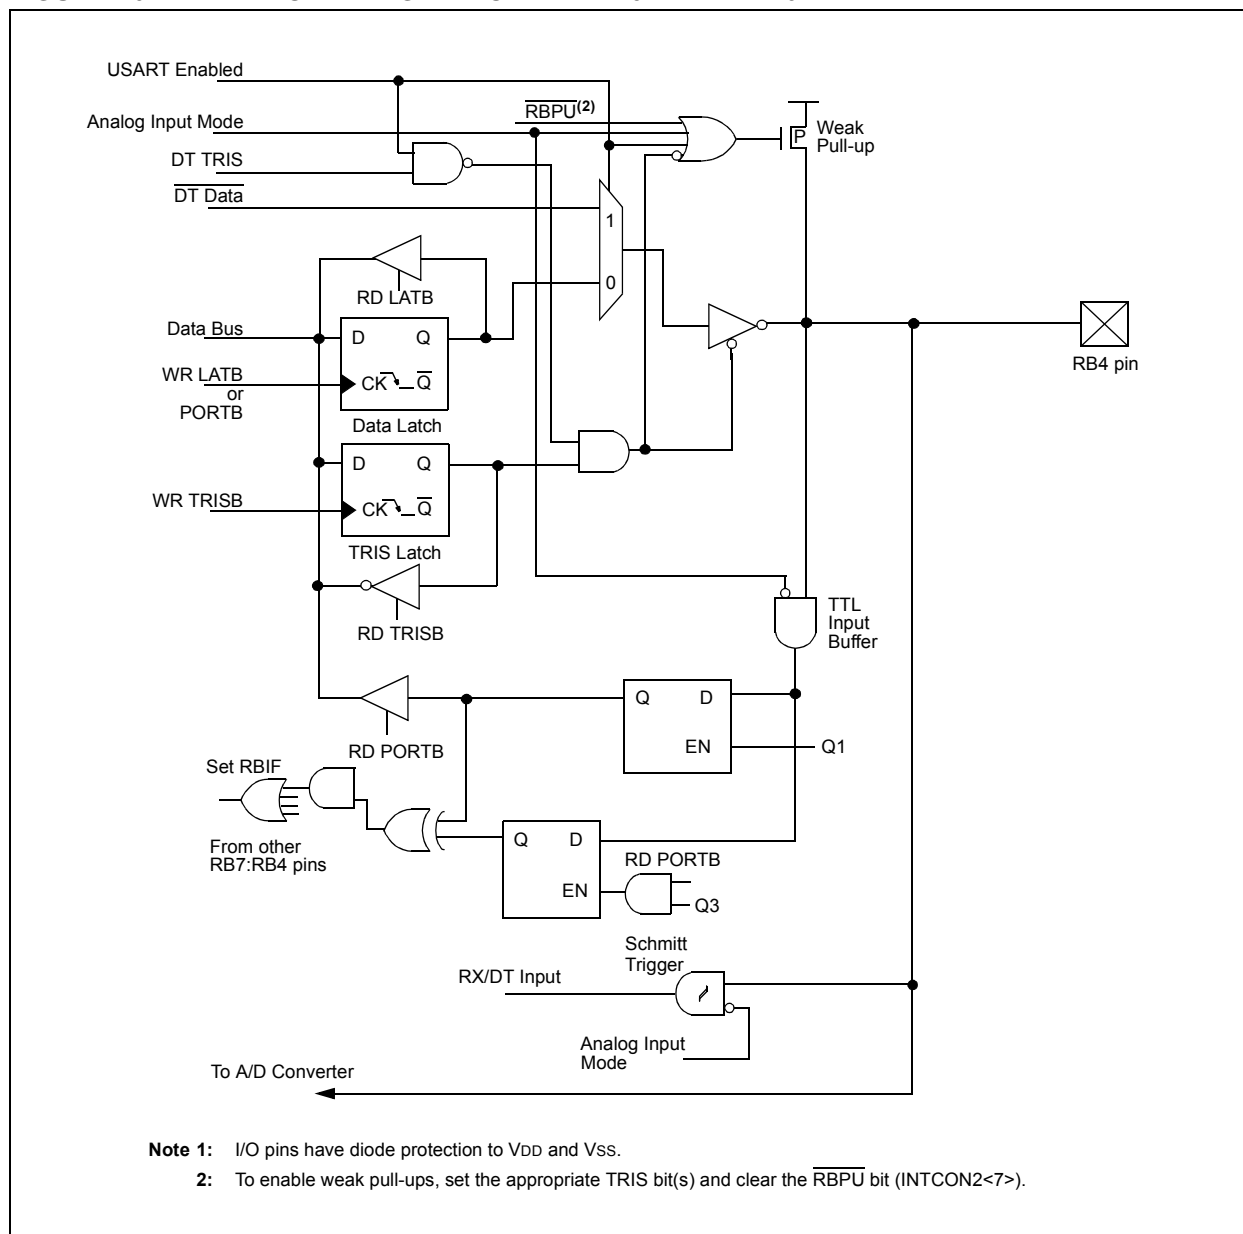 USART Enabled
RBPU(2)
Analog Input Mode
P
Weak
Pull-up
DT TRIS
DT Data
1
0
RD LATB
Data Bus
D Q
WR LATB
or
PORTB
CK Q
Data Latch
RB4 pin
D Q
WR TRISB
CK Q
TRIS Latch
RD TRISB
TTL
Input
Buffer
Q D
EN
Q1
RD PORTB
Set RBIF
From other
RB7:RB4 pins
Q D
EN
RD PORTB
Q3
Schmitt
Trigger
RX/DT Input
Analog Input
Mode
To A/D Converter
Note 1: I/O pins have diode protection to VDD and VSS.
2: To enable weak pull-ups, set the appropriate TRIS bit(s) and clear the RBPU bit (INTCON2<7>).